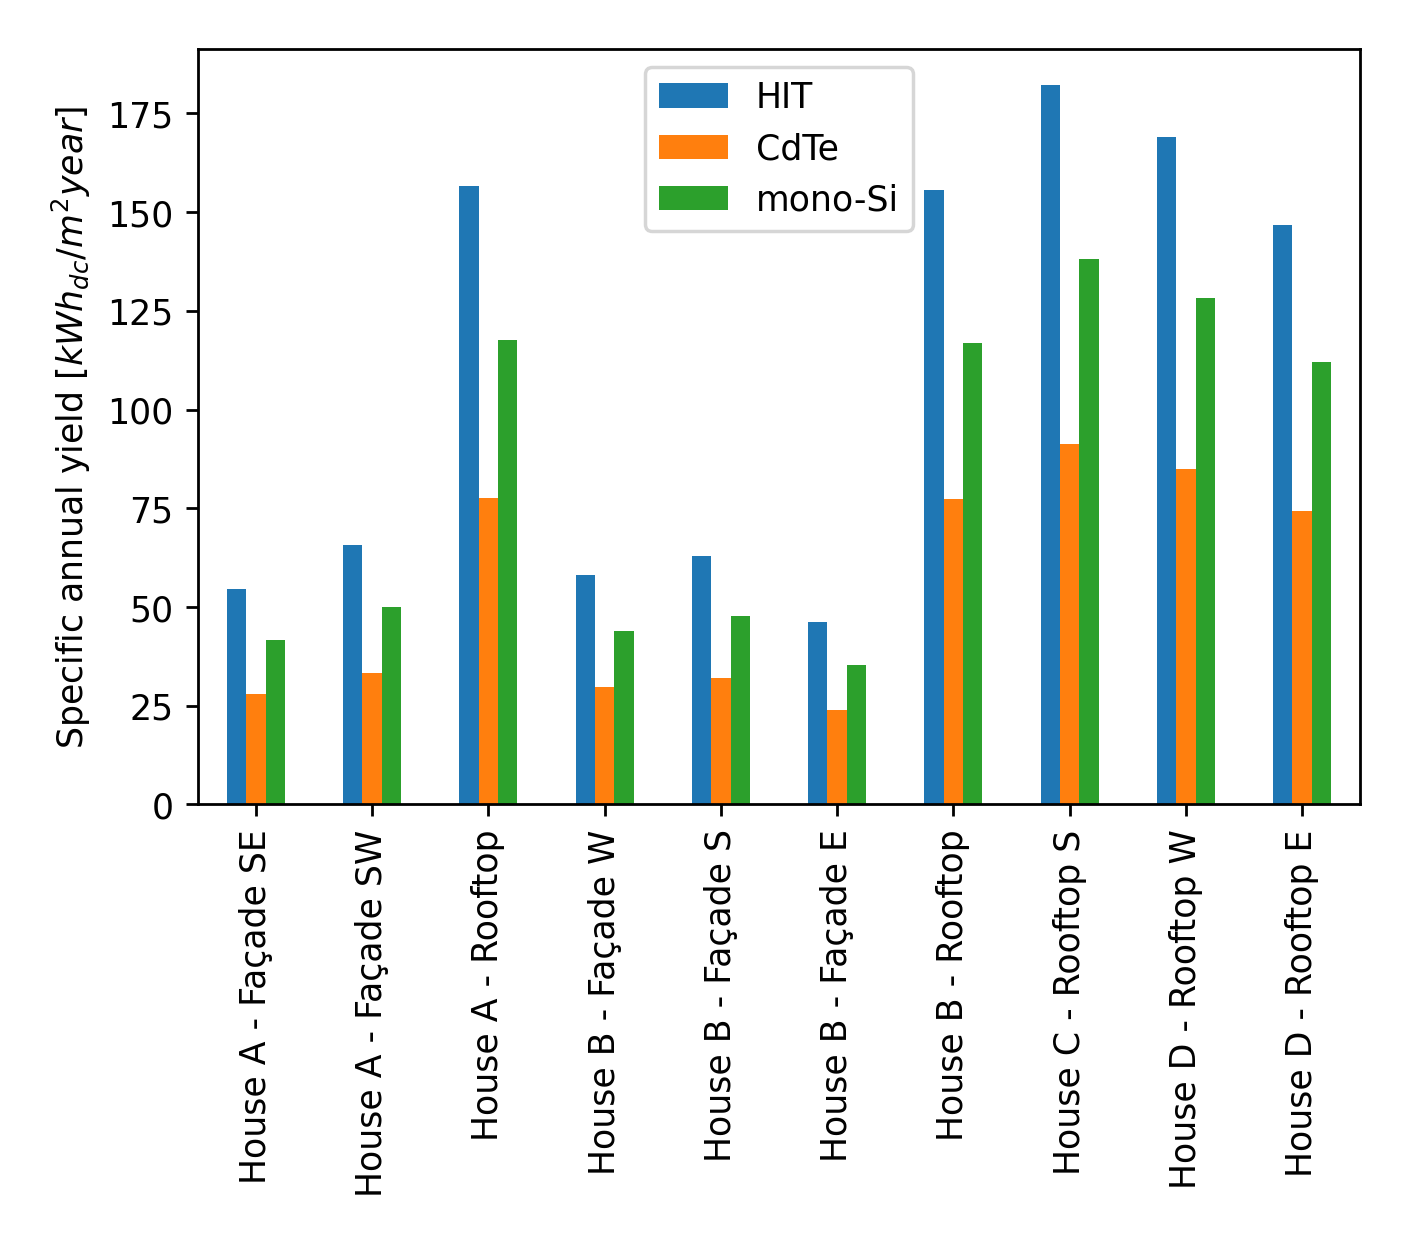 Specific annual yield [kWh_dc/m²year]
175
150
125
100
75
50
25
0
HIT
CdTe
mono-Si
House A - Façade SE
House A - Façade SW
House A - Rooftop
House B - Façade W
House B - Façade S
House B - Façade E
House B - Rooftop
House C - Rooftop S
House D - Rooftop W
House D - Rooftop E